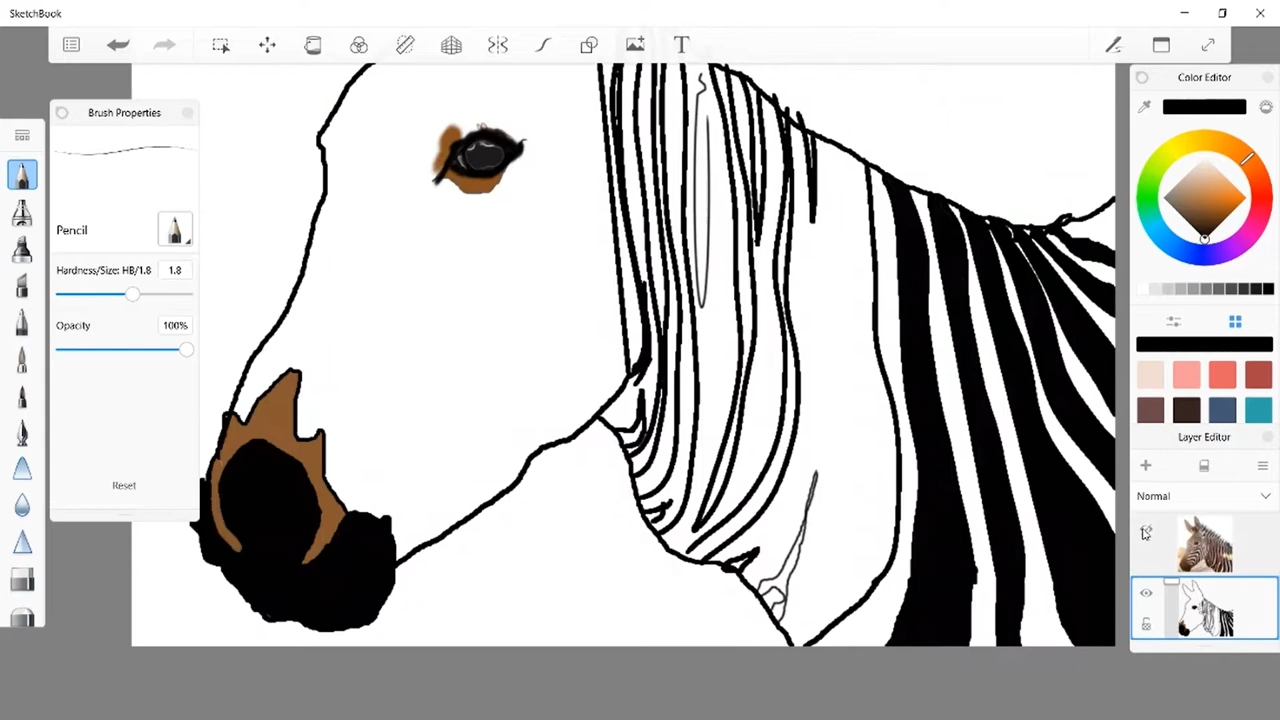 SketchBook
T
Brush Properties
Color Editor
Pencil
Hardness/Size: HB/1.8 1.8
Opacity 100%
Reset
Layer Editor
Normal